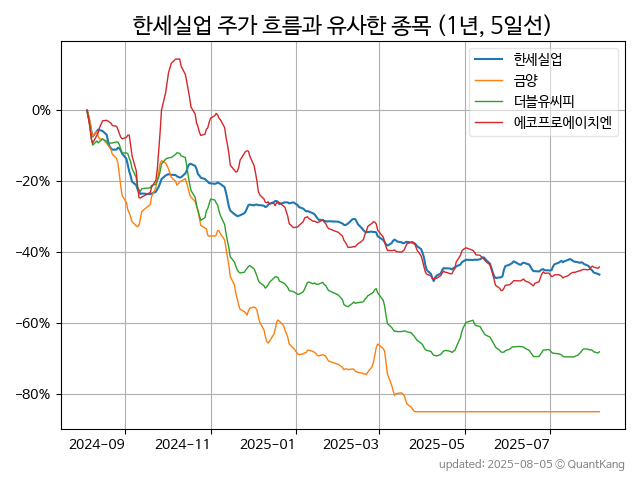 한세실업 주가 흐름과 유사한 종목 (1년, 5일선)
한세실업
금양
더블유씨피
에코프로에이치엔
0%
−20%
−40%
−60%
−80%
2024−09
2024−11
2025−01
2025−03
2025−05
2025−07
updated: 2025-08-05 © QuantKang